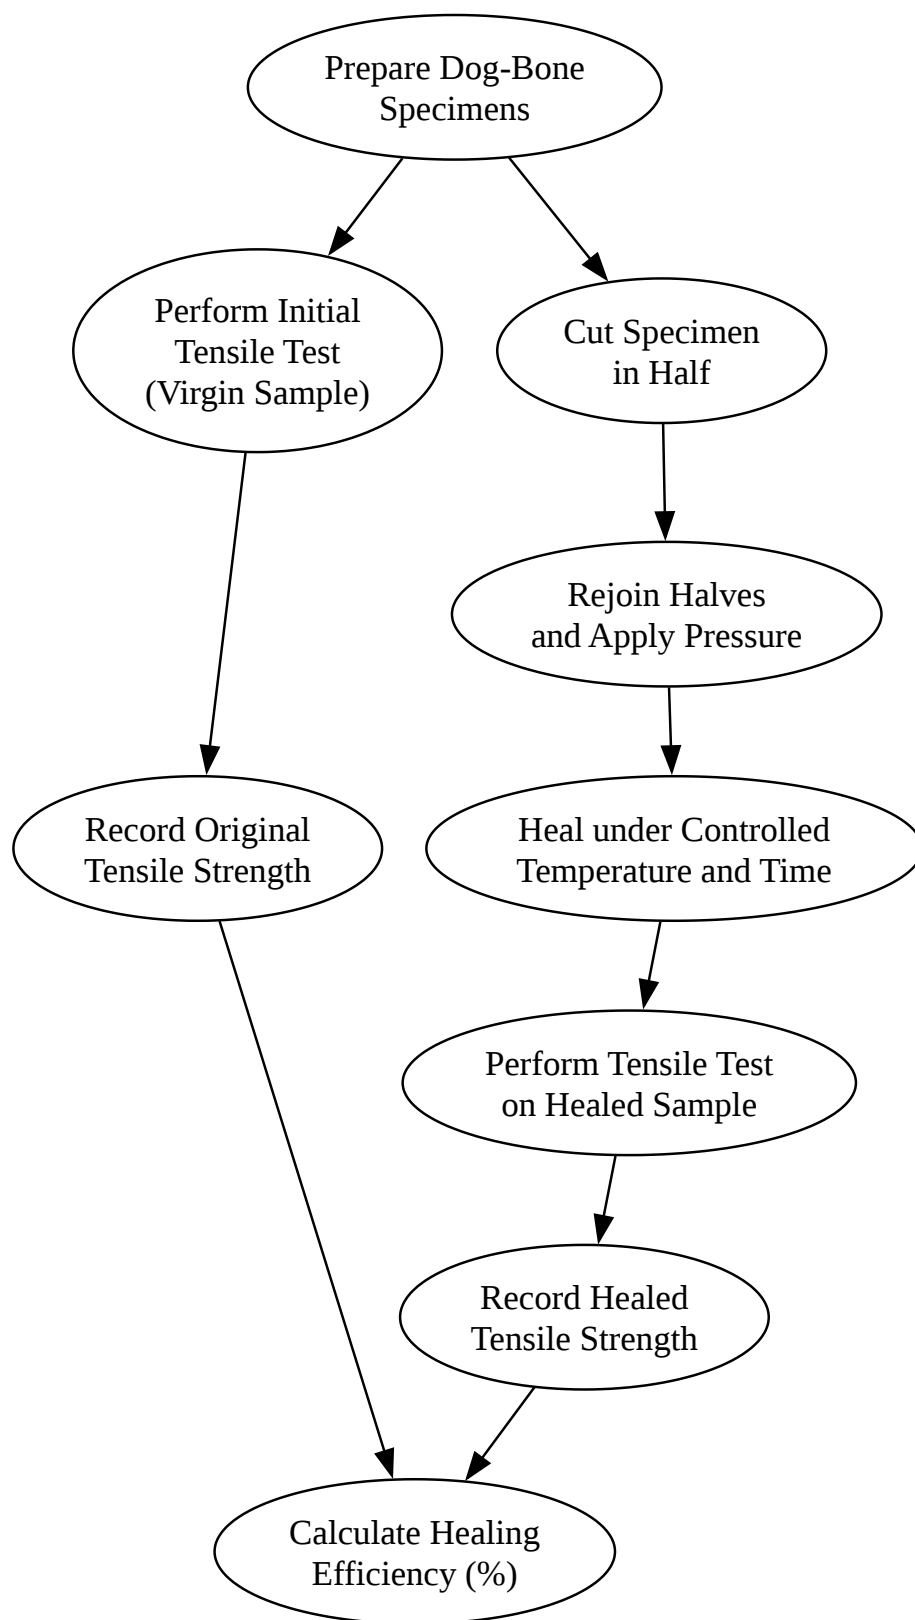 Prepare Dog-Bone
Specimens
Perform Initial
Tensile Test
(Virgin Sample)
Cut Specimen
in Half
Rejoin Halves
and Apply Pressure
Record Original
Tensile Strength
Heal under Controlled
Temperature and Time
Perform Tensile Test
on Healed Sample
Record Healed
Tensile Strength
Calculate Healing
Efficiency (%)